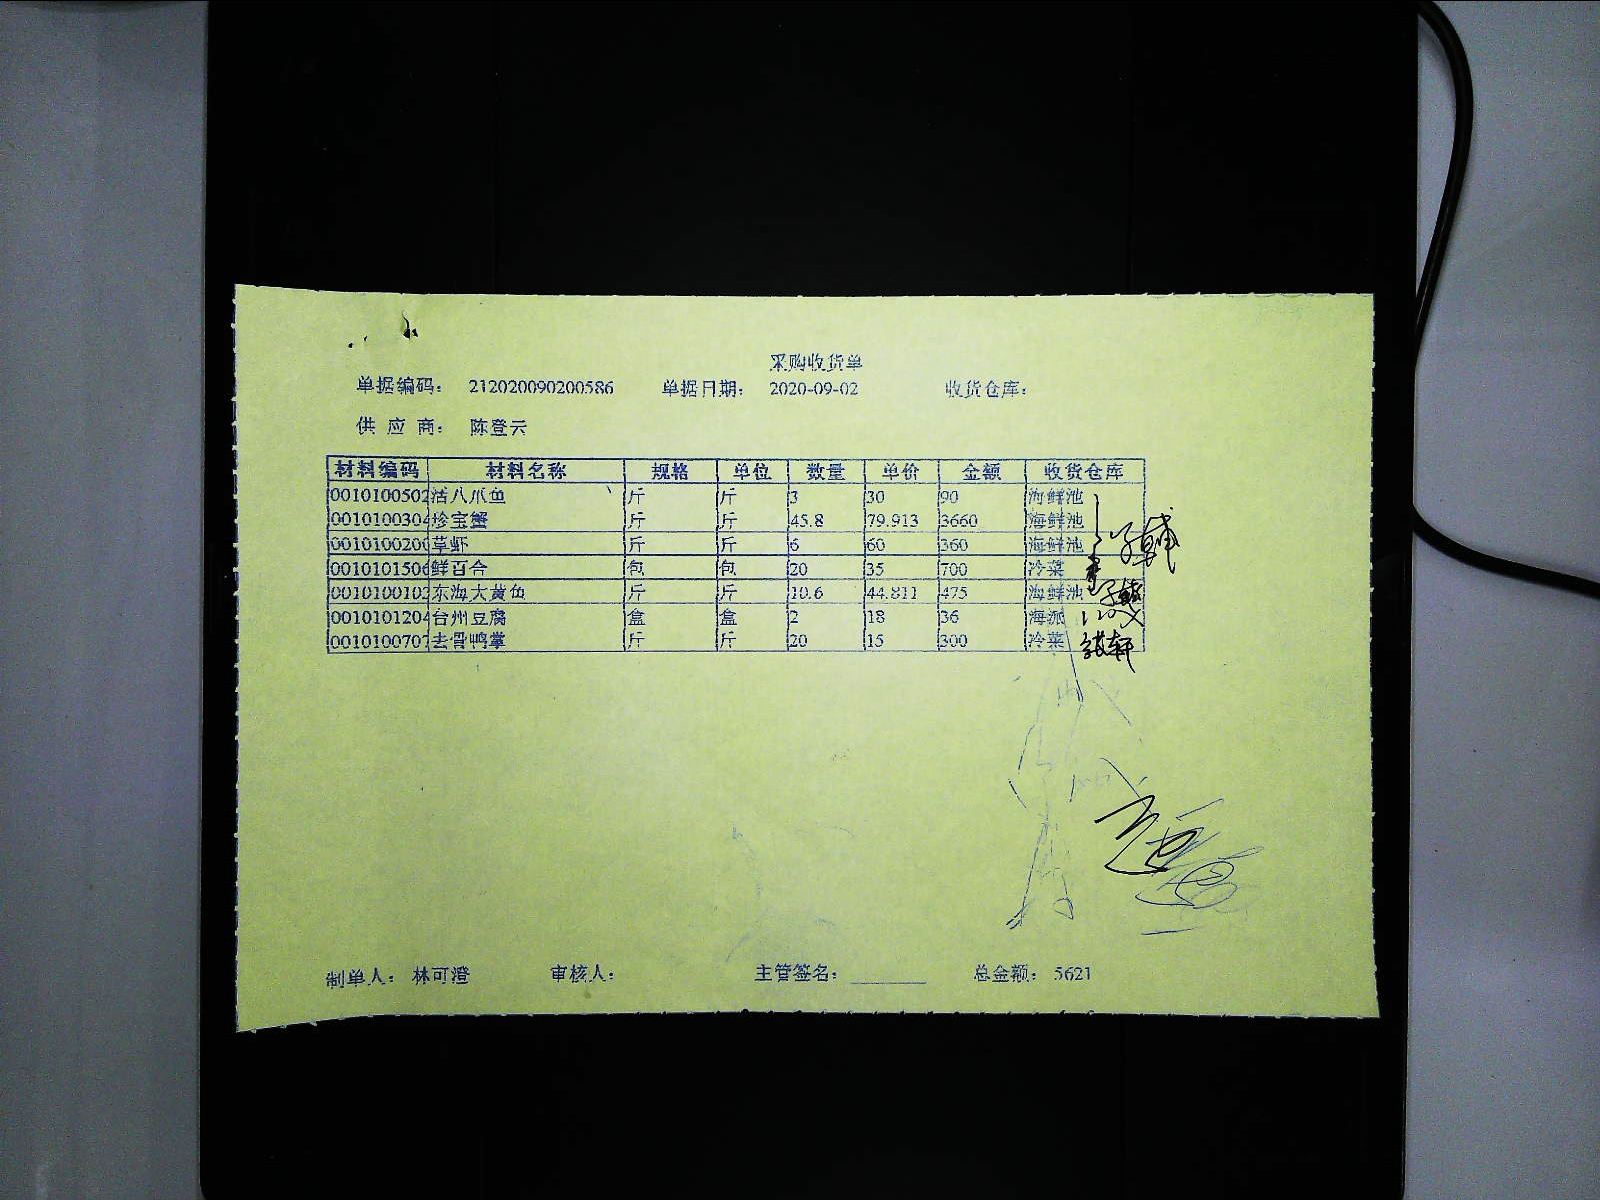 采购收货单
单据编码： 212020090200586 单据日期： 2020-09-02 收货仓库：
供 应 商： 陈登云
材料编码 材料名称 规格 单位 数量 单价 金额 收货仓库
0010100502 活八爪鱼 斤 斤 3 30 90 海鲜池
0010100304 珍宝蟹 斤 斤 45.8 79.913 3660 海鲜池
0010100200 草虾 斤 斤 6 60 360 海鲜池
0010101506 鲜百合 包 包 20 35 700 冷菜
0010100102 东海大黄鱼 斤 斤 10.6 44.811 475 海鲜池
0010101204 台州豆腐 盒 盒 2 18 36 海派
0010100707 去骨鸭掌 斤 斤 20 15 300 冷菜
制单人： 林可澄 审核人： 主管签名： 总金额： 5621